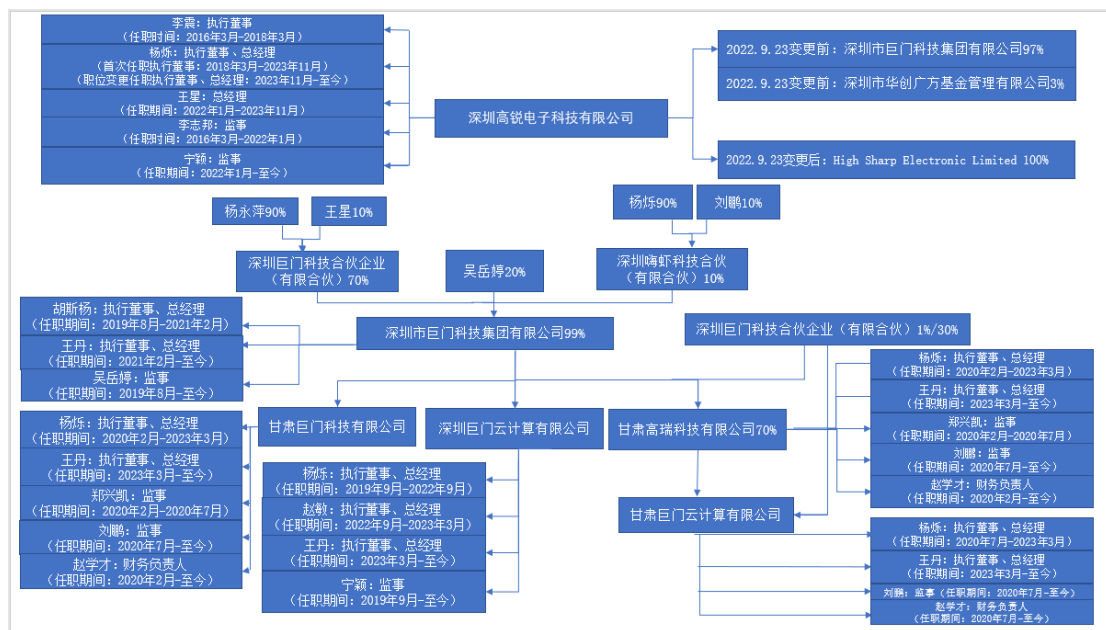 李震：执行董事
（任职时间：2016年3月-2018年3月）
杨烁：执行董事、总经理
（首次任职执行董事：2018年3月-2023年11月）
（职位变更任职执行董事、总经理：2023年11月-至今）
王星：总经理
（任职期间：2022年1月-2023年11月）
李志邦：监事
（任职时间：2016年3月-2022年1月）
宁颖：监事
（任职期间：2022年1月-至今）
深圳高锐电子科技有限公司
2022.9.23变更前：深圳市巨门科技集团有限公司97%
2022.9.23变更前：深圳市华创广方基金管理有限公司3%
2022.9.23变更后：High Sharp Electronic Limited 100%
杨永萍90%
王星10%
杨烁90%
刘鹏10%
深圳巨门科技合伙企业
（有限合伙）70%
吴岳婷20%
深圳嗨虾科技合伙
（有限合伙）10%
胡斯杨：执行董事、总经理
（任职期间：2019年8月-2021年2月）
王丹：执行董事、总经理
（任职期间：2021年2月-至今）
吴岳婷：监事
（任职期间：2019年8月-至今）
深圳市巨门科技集团有限公司99%
深圳巨门科技合伙企业（有限合伙）1%/30%
杨烁：执行董事、总经理
（任职期间：2020年2月-2023年3月）
王丹：执行董事、总经理
（任职期间：2023年3月-至今）
郑兴凯：监事
（任职期间：2020年2月-2020年7月）
刘鹏：监事
（任职期间：2020年7月-至今）
赵学才：财务负责人
（任职期间：2020年2月-至今）
甘肃巨门科技有限公司
深圳巨门云计算有限公司
甘肃高瑞科技有限公司70%
杨烁：执行董事、总经理
（任职期间：2020年2月-2023年3月）
王丹：执行董事、总经理
（任职期间：2023年3月-至今）
郑兴凯：监事
（任职期间：2020年2月-2020年7月）
刘鹏：监事
（任职期间：2020年7月-至今）
赵学才：财务负责人
（任职期间：2020年2月-至今）
杨烁：执行董事、总经理
（任职期间：2019年9月-2022年9月）
赵敏：执行董事、总经理
（任职期间：2022年9月-2023年3月）
王丹：执行董事、总经理
（任职期间：2023年3月-至今）
宁颖：监事
（任职期间：2019年9月-至今）
甘肃巨门云计算有限公司
杨烁：执行董事、总经理
（任职期间：2020年7月-2023年3月）
王丹：执行董事、总经理
（任职期间：2023年3月-至今）
刘鹏：监事（任职期间：2020年7月-至今）
赵学才：财务负责人
（任职期间：2020年7月-至今）